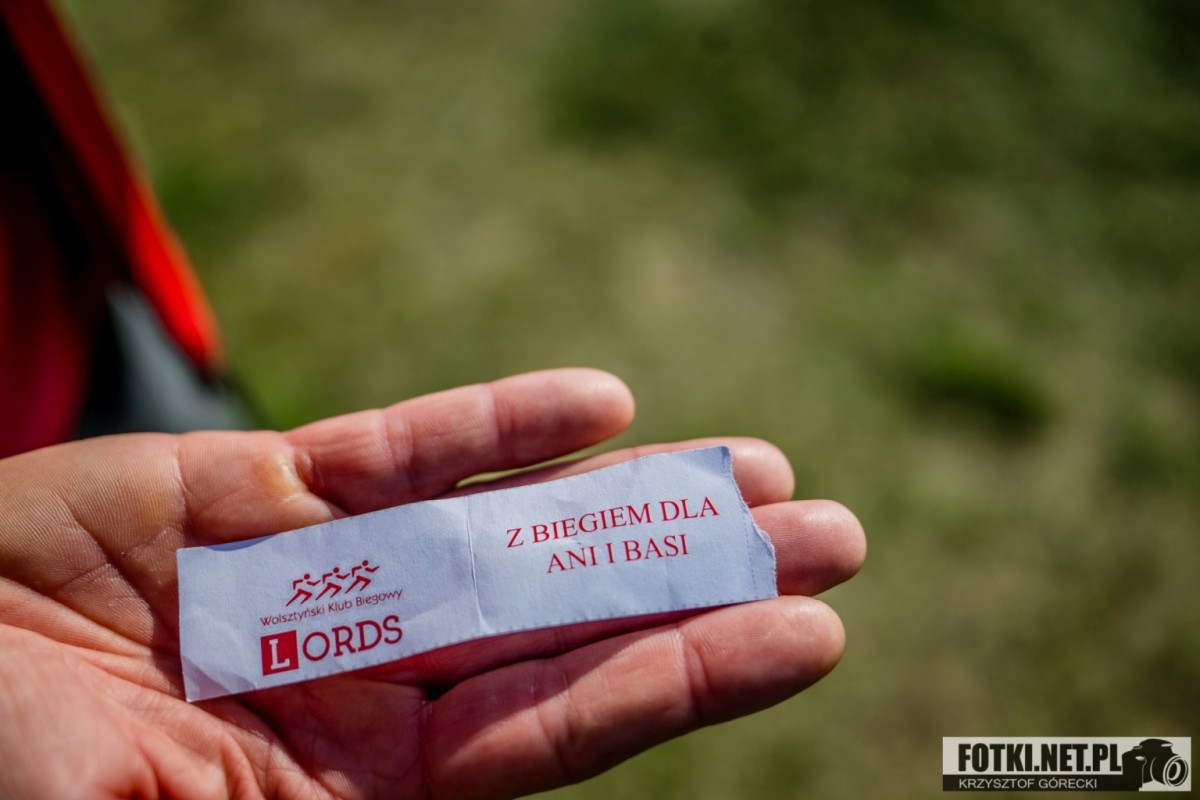 Wolsztyński Klub Biegowy
LORDS
Z BIEGIEM DLA
ANI I BASI
FOTKI.NET.PL
KRZYSZTOF GÓRECKI